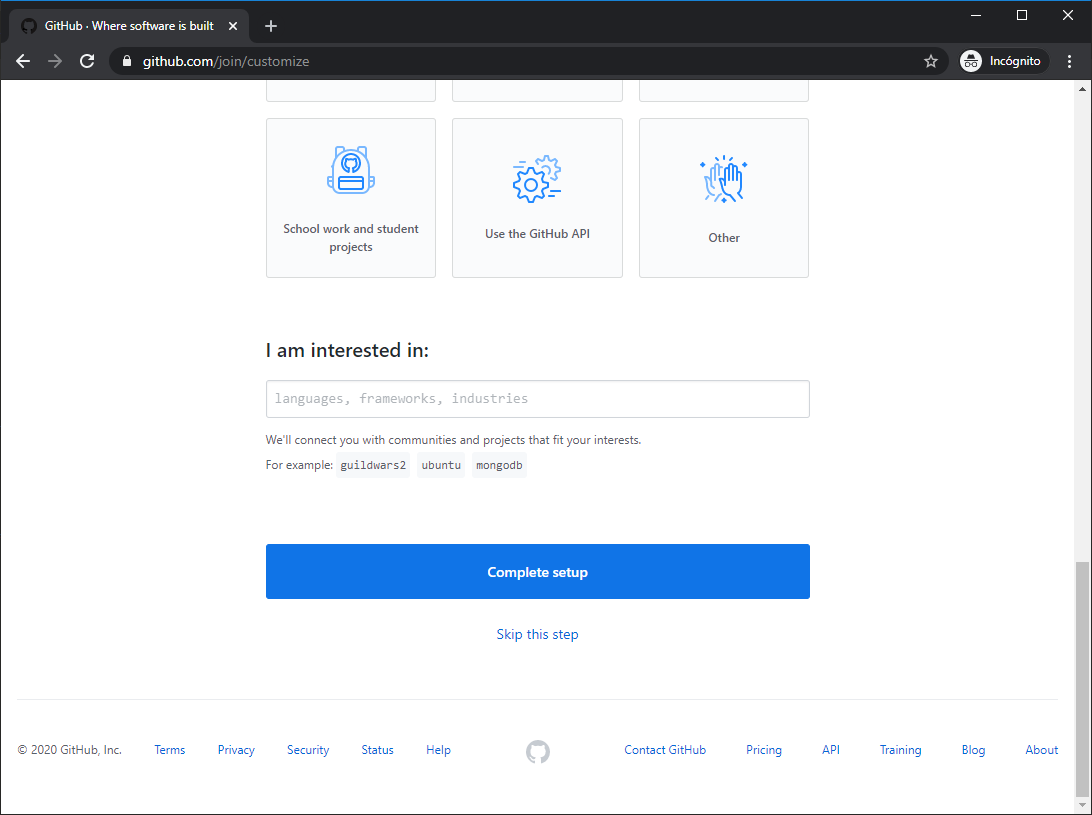 GitHub · Where software is built
github.com/join/customize
Incógnito
School work and student
projects
Use the GitHub API
Other
I am interested in:
languages, frameworks, industries
We'll connect you with communities and projects that fit your interests.
For example: guildwars2 ubuntu mongodb
Complete setup
Skip this step
© 2020 GitHub, Inc. Terms Privacy Security Status Help Contact GitHub Pricing API Training Blog About